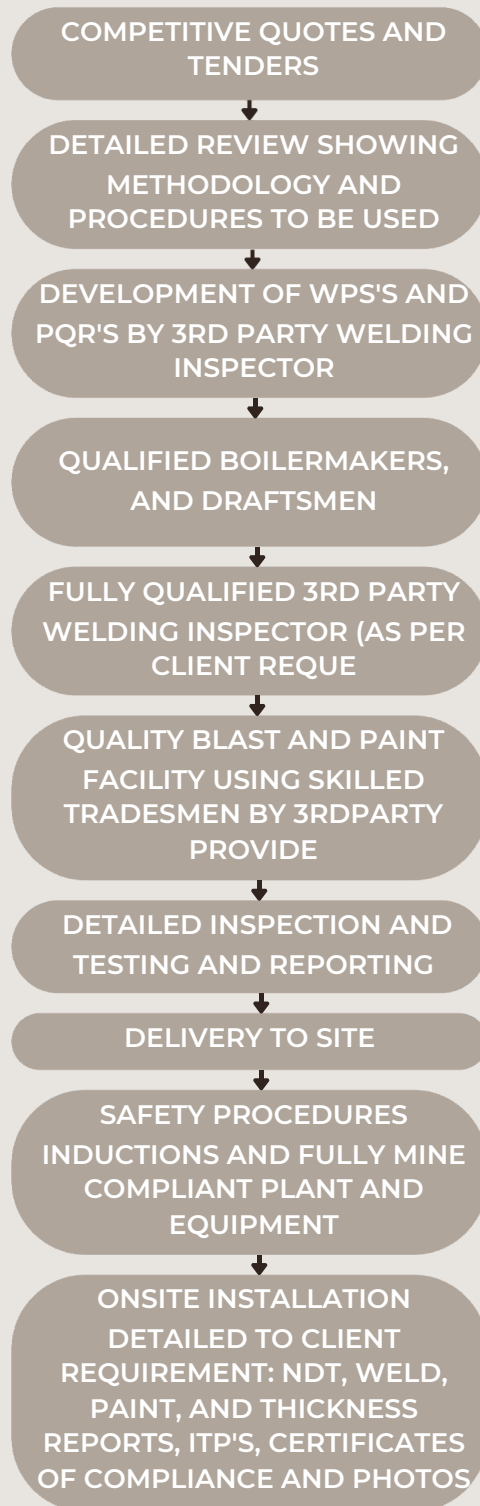 COMPETITIVE QUOTES AND
TENDERS
DETAILED REVIEW SHOWING
METHODOLOGY AND
PROCEDURES TO BE USED
DEVELOPMENT OF WPS'S AND
PQR'S BY 3RD PARTY WELDING
INSPECTOR
QUALIFIED BOILERMAKERS,
AND DRAFTSMEN
FULLY QUALIFIED 3RD PARTY
WELDING INSPECTOR (AS PER
CLIENT REQUE
QUALITY BLAST AND PAINT
FACILITY USING SKILLED
TRADESMEN BY 3RDPARTY
PROVIDE
DETAILED INSPECTION AND
TESTING AND REPORTING
DELIVERY TO SITE
SAFETY PROCEDURES
INDUCTIONS AND FULLY MINE
COMPLIANT PLANT AND
EQUIPMENT
ONSITE INSTALLATION
DETAILED TO CLIENT
REQUIREMENT: NDT, WELD,
PAINT, AND THICKNESS
REPORTS, ITP'S, CERTIFICATES
OF COMPLIANCE AND PHOTOS